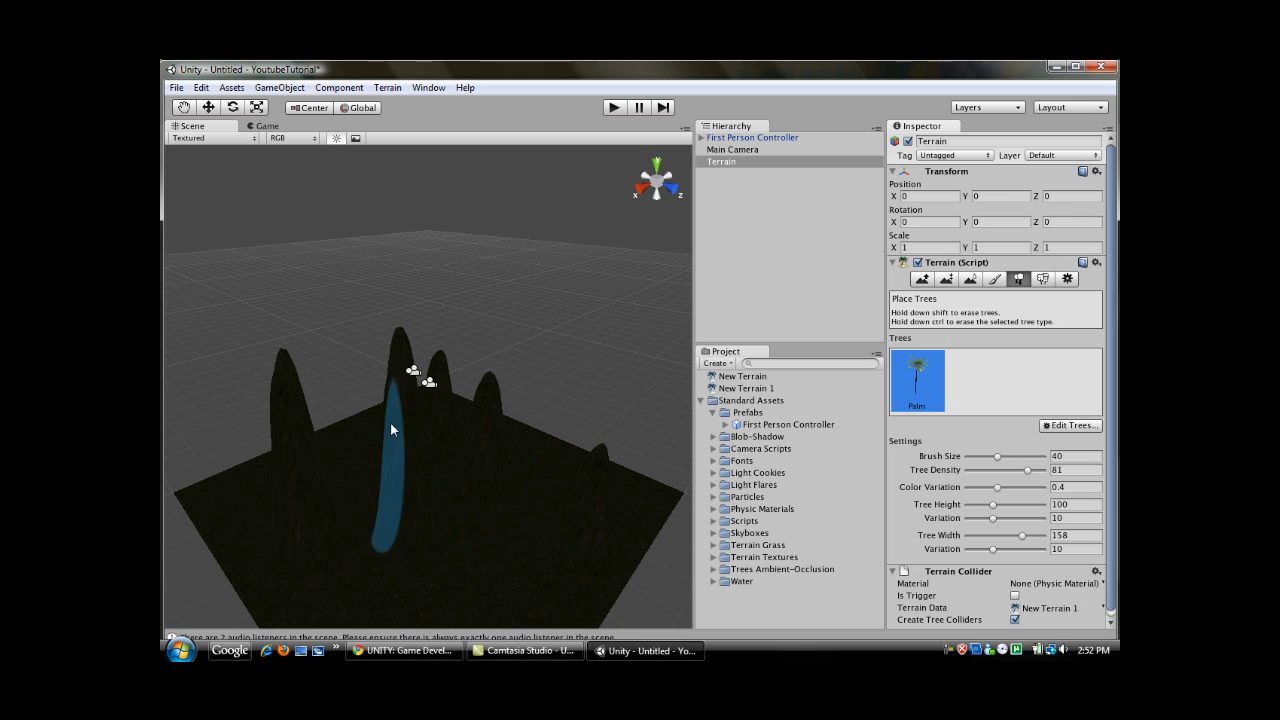 Unity - Untitled - YoutubeTutorial*
File Edit Assets GameObject Component Terrain Window Help
Center Global Layers Layout
Scene Game
Textured RGB
Y
X Z
Hierarchy
First Person Controller
Main Camera
Terrain
Project
Create
New Terrain
New Terrain 1
Standard Assets
Prefabs
First Person Controller
Blob-Shadow
Camera Scripts
Fonts
Light Cookies
Light Flares
Particles
Physic Materials
Scripts
Skyboxes
Terrain Grass
Terrain Textures
Trees Ambient-Occlusion
Water
Inspector
Terrain
Tag Untagged Layer Default
Transform
Position
X 0 Y 0 Z 0
Rotation
X 0 Y 0 Z 0
Scale
X 1 Y 1 Z 1
Terrain (Script)
Place Trees
Hold down shift to erase trees.
Hold down ctrl to erase the selected tree type.
Trees
Palm
Edit Trees...
Settings
Brush Size 40
Tree Density 81
Color Variation 0.4
Tree Height 100
Variation 10
Tree Width 158
Variation 10
Terrain Collider
Material None (Physic Material)
Is Trigger
Terrain Data New Terrain 1
Create Tree Colliders
There are 2 audio listeners in the scene. Please ensure there is always exactly one audio listener in the scene.
Google UNITY: Game Devel... Camtasia Studio - U... Unity - Untitled - Yo... 2:52 PM